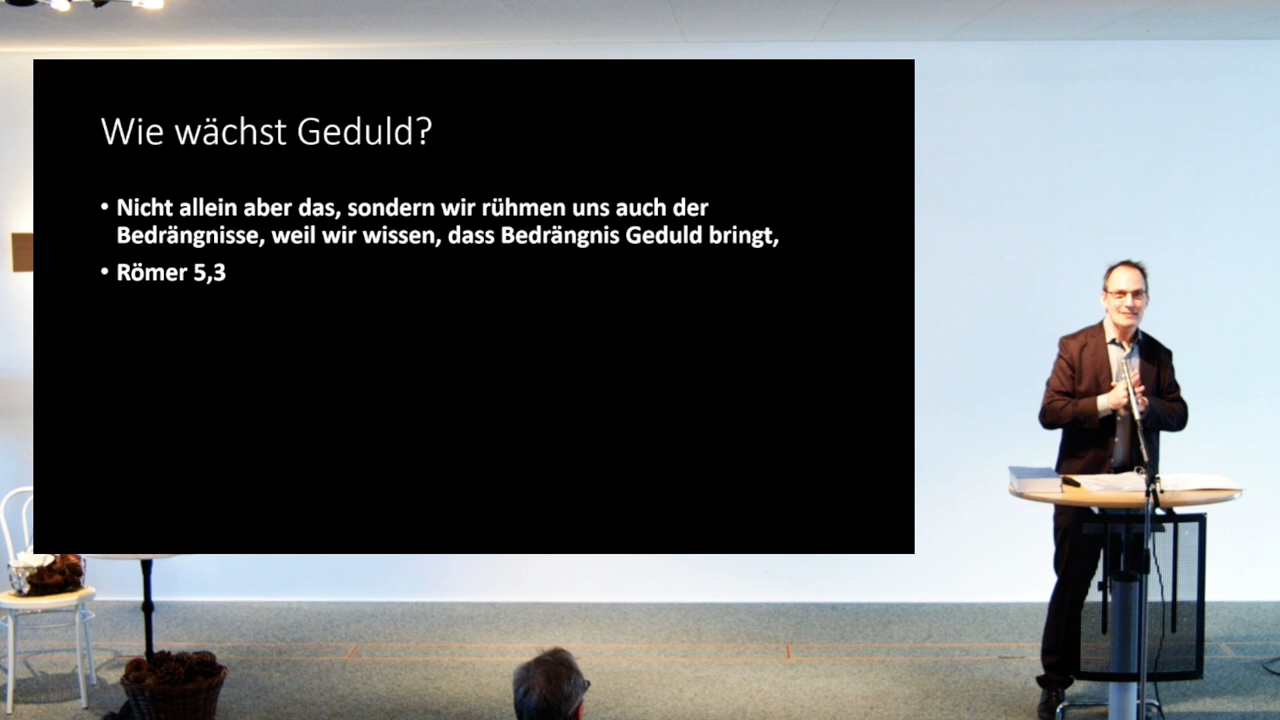 Wie wächst Geduld?
• Nicht allein aber das, sondern wir rühmen uns auch der
Bedrängnisse, weil wir wissen, dass Bedrängnis Geduld bringt,
• Römer 5,3